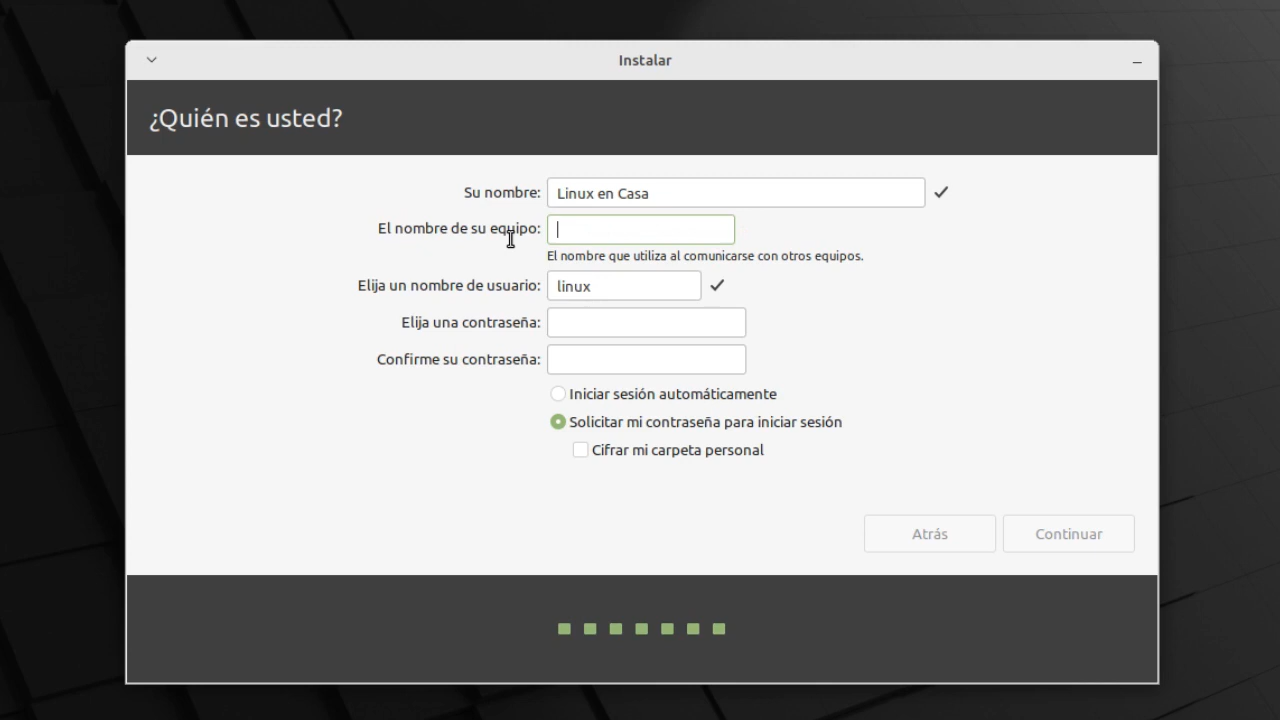 Instalar
¿Quién es usted?
Su nombre: Linux en Casa
El nombre de su equipo:
El nombre que utiliza al comunicarse con otros equipos.
Elija un nombre de usuario: linux
Elija una contraseña:
Confirme su contraseña:
Iniciar sesión automáticamente
Solicitar mi contraseña para iniciar sesión
Cifrar mi carpeta personal
Atrás Continuar